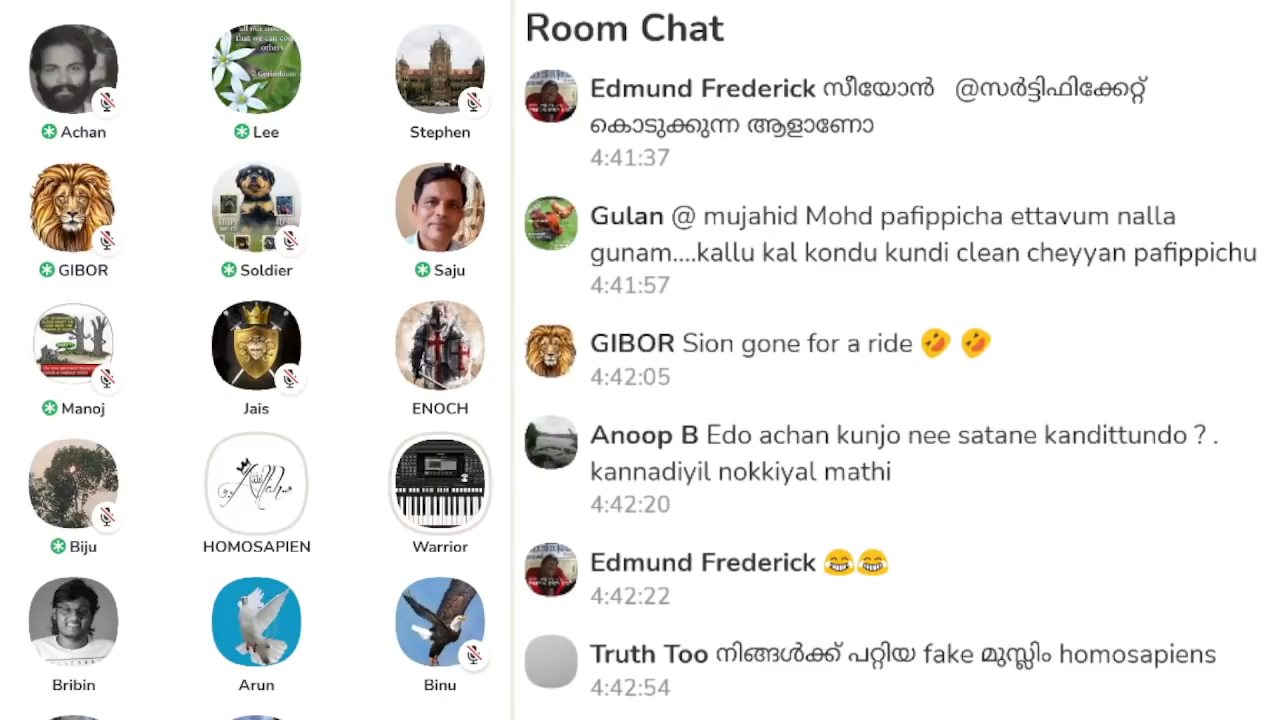 Achan
Lee
Stephen
GIBOR
Soldier
Saju
Manoj
Jais
ENOCH
Biju
HOMOSAPIEN
Warrior
Bribin
Arun
Binu
Room Chat
Edmund Frederick സീയോൻ @സർട്ടിഫിക്കേറ്റ്
കൊടുക്കുന്ന ആളാണോ
4:41:37
Gulan @ mujahid Mohd pafippicha ettavum nalla
gunam....kallu kal kondu kundi clean cheyyan pafippichu
4:41:57
GIBOR Sion gone for a ride 🤣 🤣
4:42:05
Anoop B Edo achan kunjo nee satane kandittundo ? .
kannadiyil nokkiyal mathi
4:42:20
Edmund Frederick 😂😂
4:42:22
Truth Too നിങ്ങൾക്ക് പറ്റിയ fake മുസ്ലിം homosapiens
4:42:54